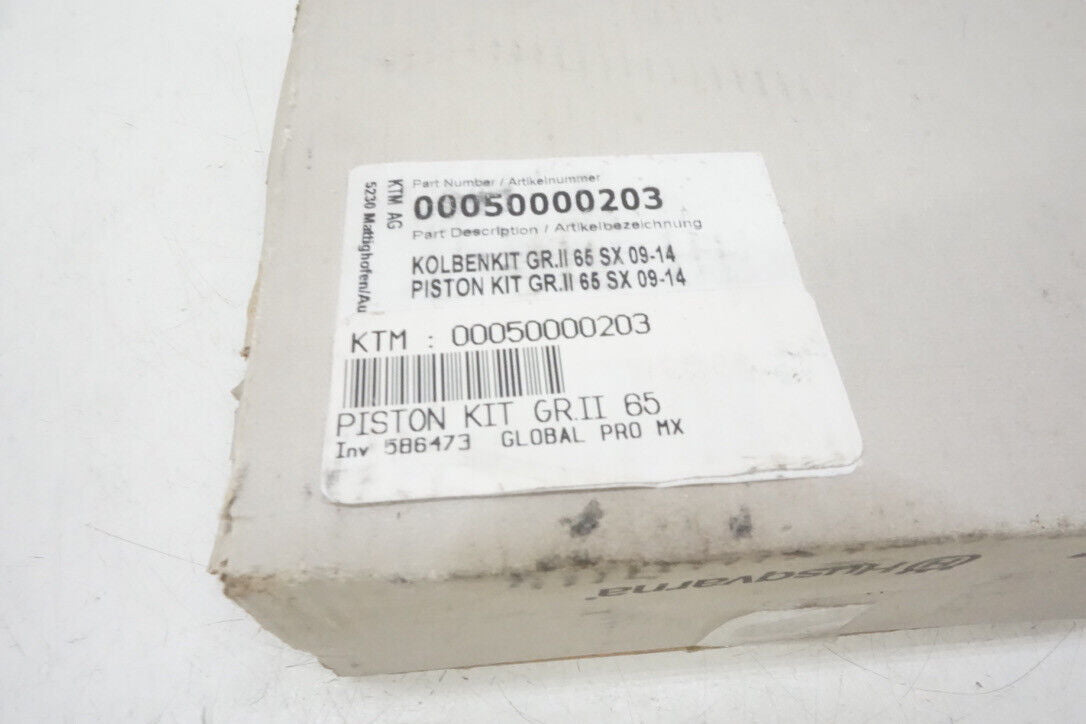 KTM AG
5230 Mattighofen/Au
Part Number / Artikelnummer
00050000203
Part Description / Artikelbezeichnung
KOLBENKIT GR.II 65 SX 09-14
PISTON KIT GR.II 65 SX 09-14
KTM : 00050000203
PISTON KIT GR.II 65
Inv 586473 GLOBAL PRO MX
Husqvarna